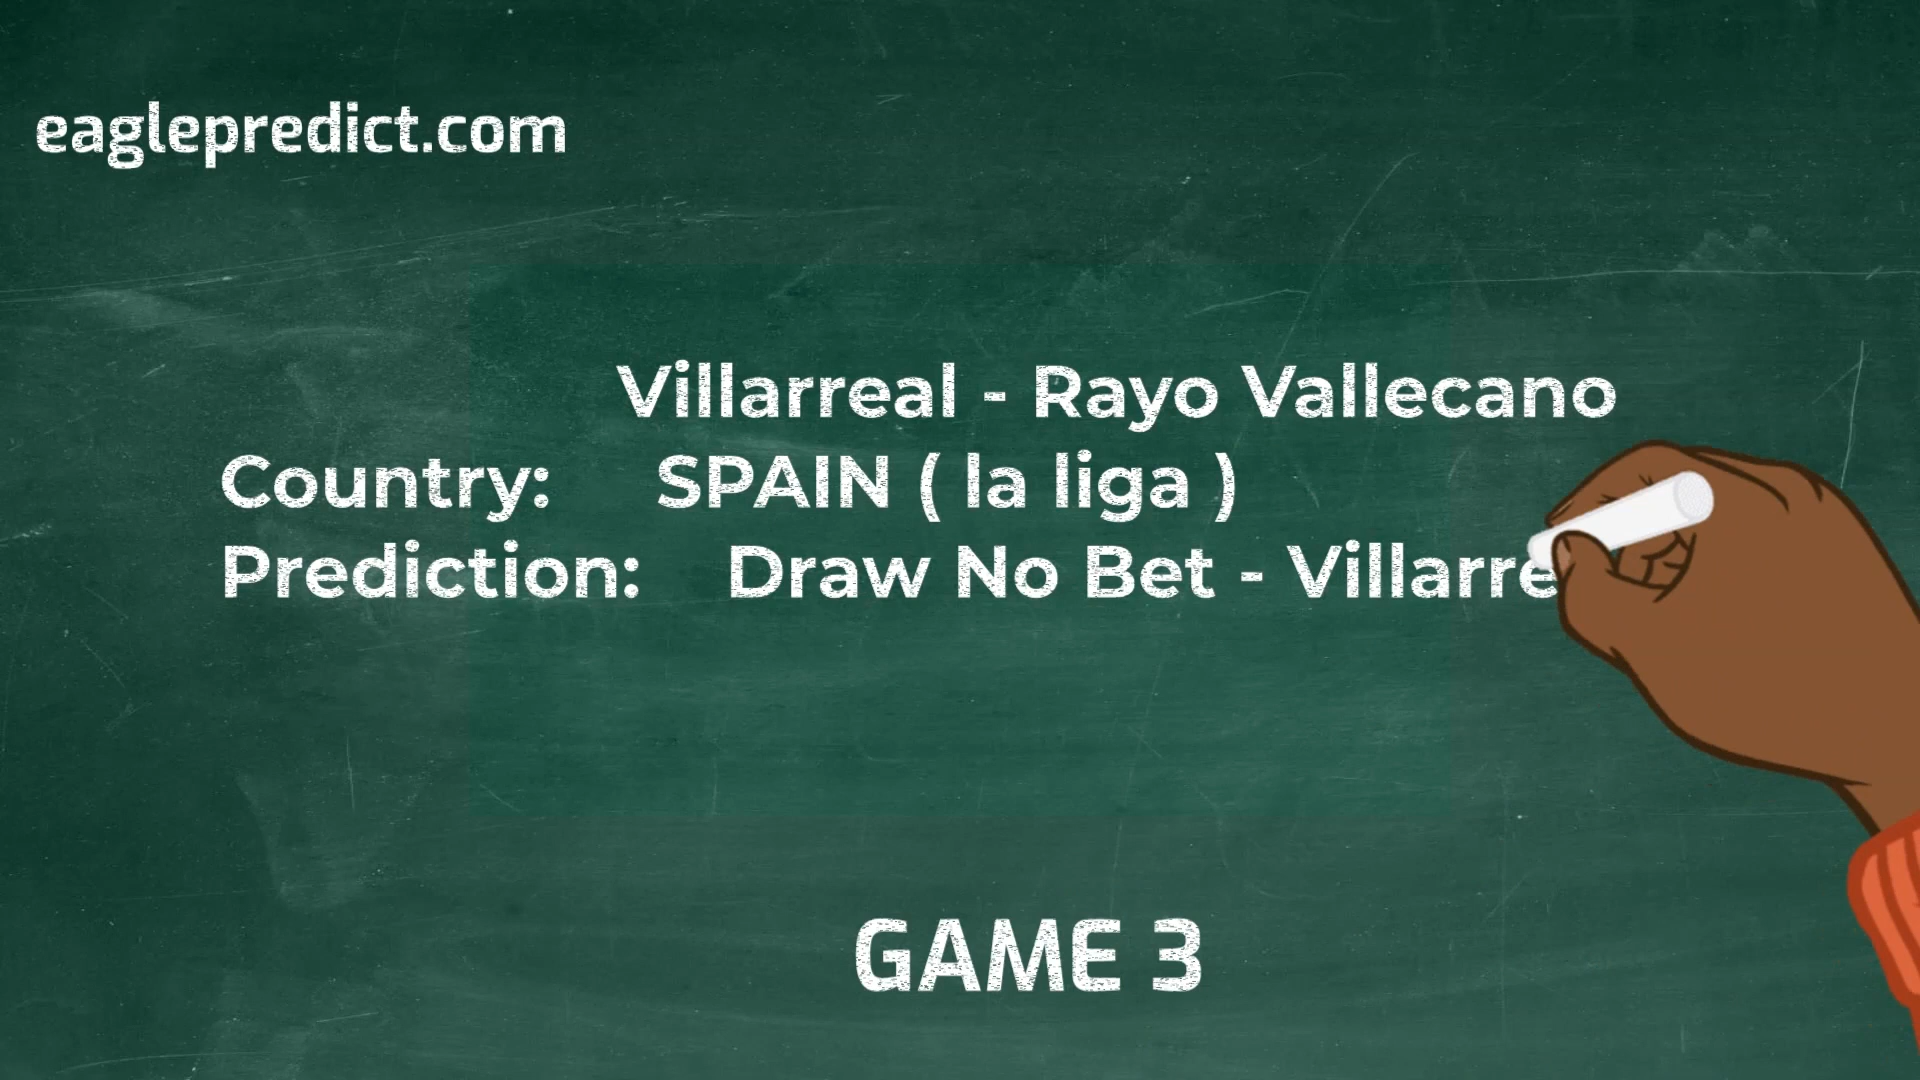 eaglepredict.com
Villarreal - Rayo Vallecano
Country: SPAIN ( la liga )
Prediction: Draw No Bet - Villarre
GAME 3